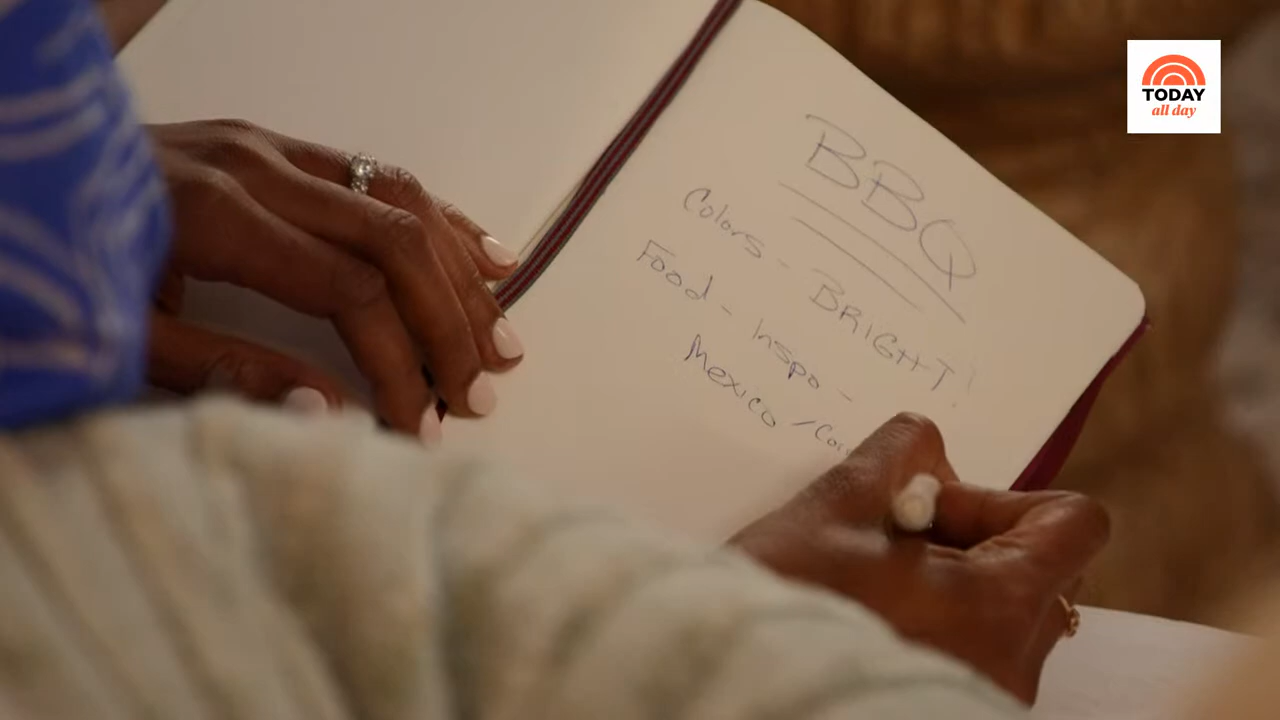 TODAY
all day
BBQ
Colors - BRIGHT!
Food - Inspo -
Mexico /